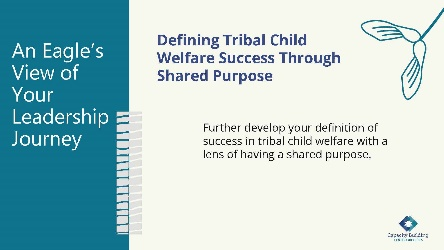 An Eagle's
View of
Your
Leadership
Journey
Defining Tribal Child
Welfare Success Through
Shared Purpose
Further develop your definition of
success in tribal child welfare with a
lens of having a shared purpose.
Capacity Building